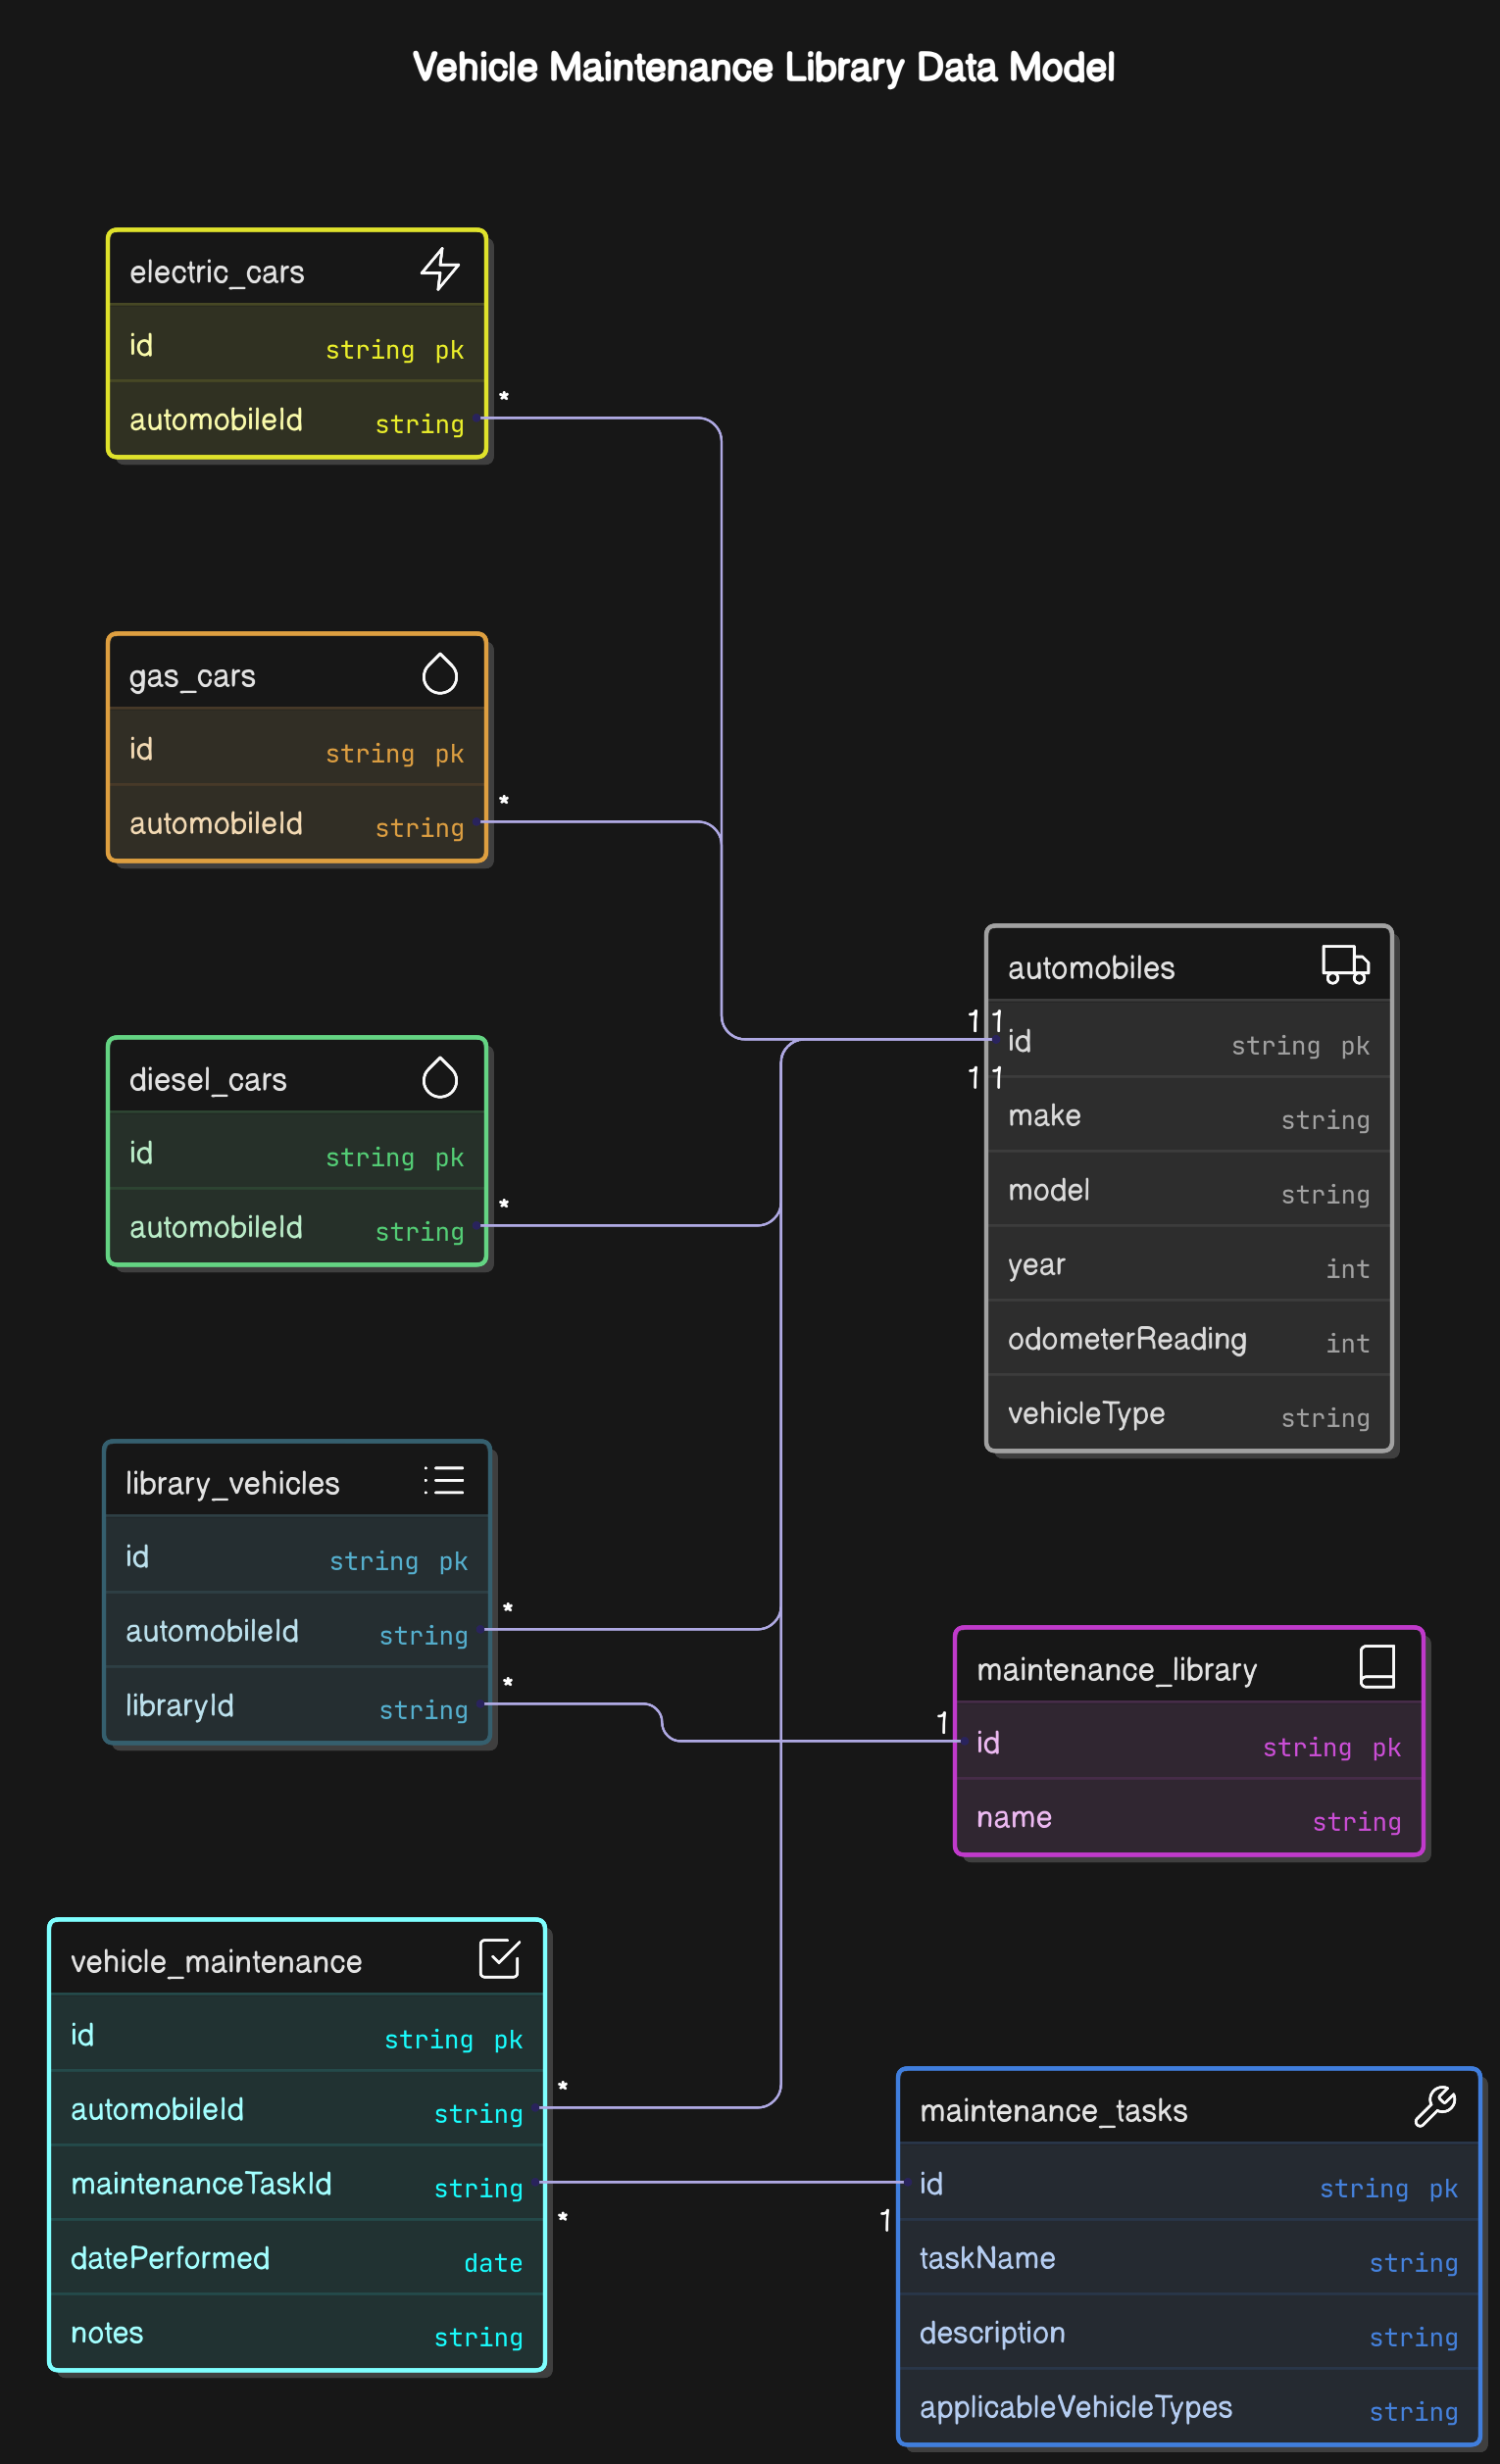 Vehicle Maintenance Library Data Model
electric_cars
id string pk
automobileId string
*
gas_cars
id string pk
automobileId string
*
diesel_cars
id string pk
automobileId string
*
automobiles
1 1
id string pk
1 1
make string
model string
year int
odometerReading int
vehicleType string
library_vehicles
id string pk
automobileId string
*
libraryId string
*
maintenance_library
1
id string pk
name string
vehicle_maintenance
id string pk
automobileId string
*
maintenanceTaskId string
*
datePerformed date
notes string
maintenance_tasks
id string pk
1
taskName string
description string
applicableVehicleTypes string